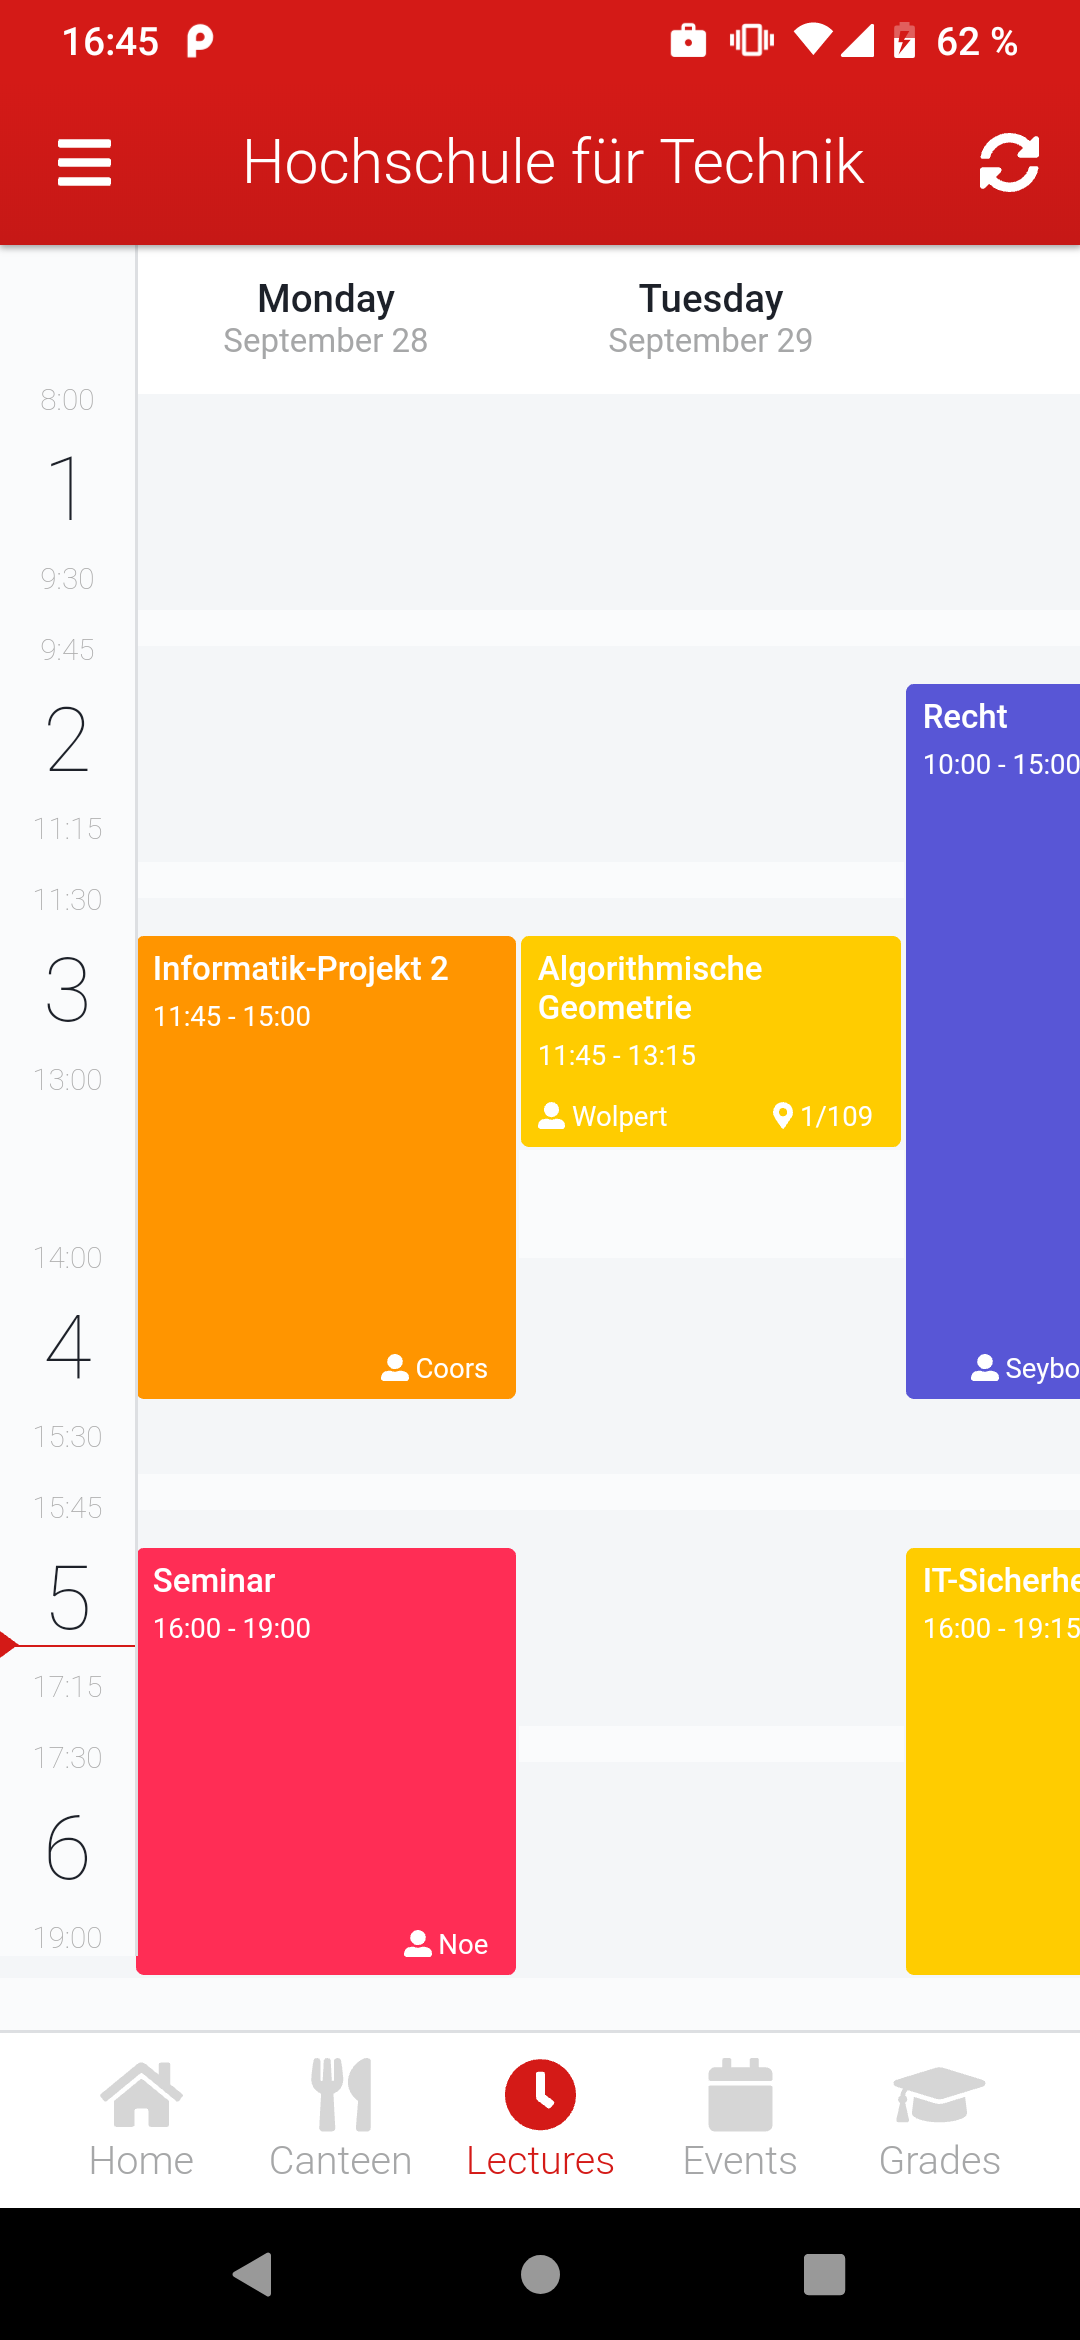 16:45
62 %
Hochschule für Technik
Monday
September 28
Tuesday
September 29
8:00
1
9:30
9:45
2
11:15
11:30
3
13:00
14:00
4
15:30
15:45
5
17:15
17:30
6
19:00
Informatik-Projekt 2
11:45 - 15:00
Coors
Seminar
16:00 - 19:00
Noe
Algorithmische
Geometrie
11:45 - 13:15
Wolpert
1/109
Recht
10:00 - 15:00
Seybo
IT-Sicherhe
16:00 - 19:15
Home
Canteen
Lectures
Events
Grades